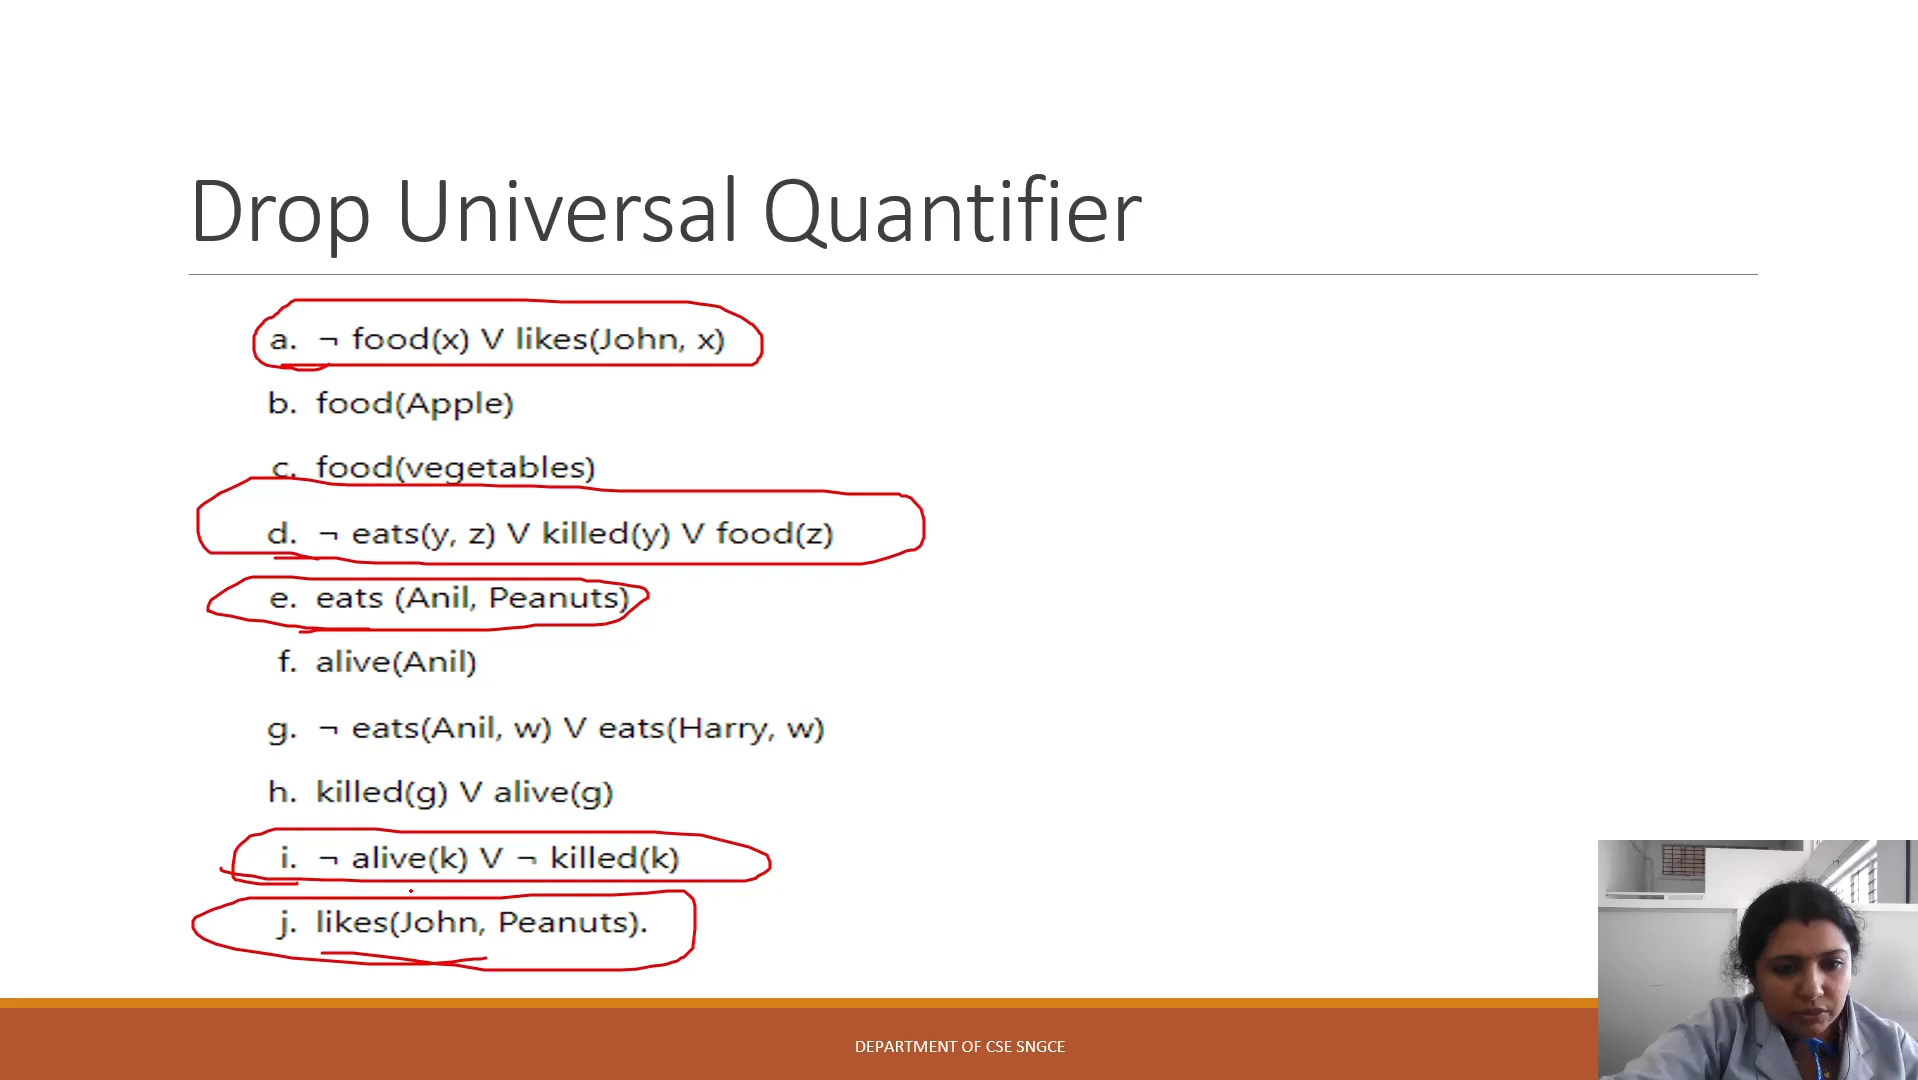 Drop Universal Quantifier
a. ¬ food(x) V likes(John, x)
b. food(Apple)
c. food(vegetables)
d. ¬ eats(y, z) V killed(y) V food(z)
e. eats (Anil, Peanuts)
f. alive(Anil)
g. ¬ eats(Anil, w) V eats(Harry, w)
h. killed(g) V alive(g)
i. ¬ alive(k) V ¬ killed(k)
j. likes(John, Peanuts).
DEPARTMENT OF CSE SNGCE